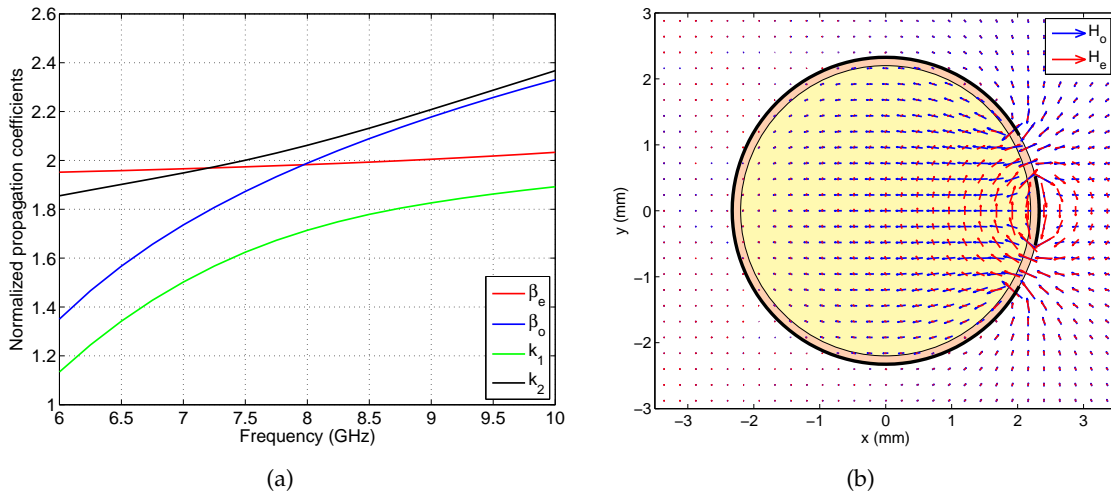 2.6
2.4
2.2
2
1.8
1.6
1.4
1.2
1
Normalized propagation coefficients
6 6.5 7 7.5 8 8.5 9 9.5 10
Frequency (GHz)
β_e
β_o
k_1
k_2
(a)
3
2
1
0
−1
−2
−3
y (mm)
−3 −2 −1 0 1 2 3
x (mm)
H_o
H_e
(b)